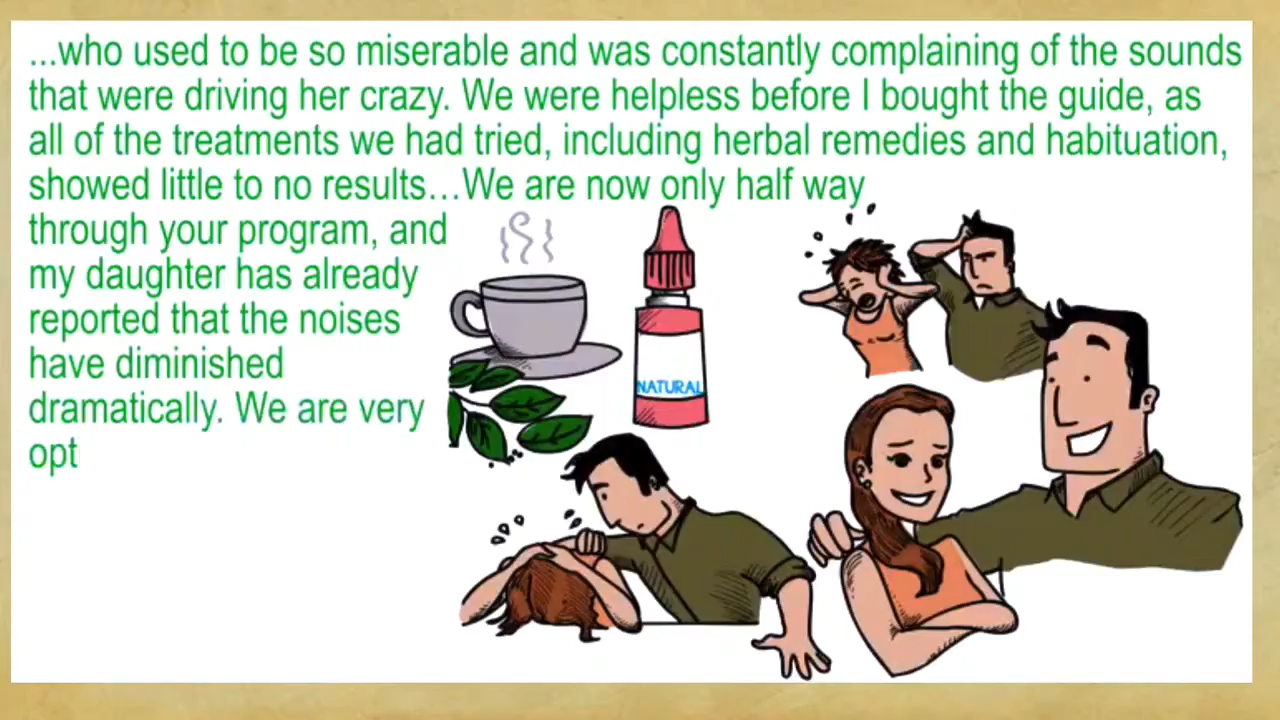 ...who used to be so miserable and was constantly complaining of the sounds
that were driving her crazy. We were helpless before I bought the guide, as
all of the treatments we had tried, including herbal remedies and habituation,
showed little to no results...We are now only half way
through your program, and
my daughter has already
reported that the noises
have diminished
dramatically. We are very
opt
NATURAL